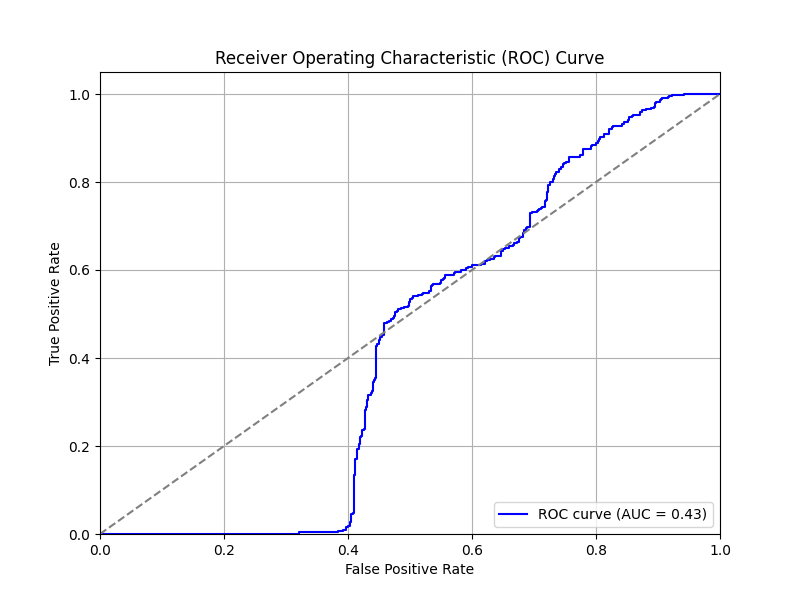 Receiver Operating Characteristic (ROC) Curve
True Positive Rate
1.0
0.8
0.6
0.4
0.2
0.0
ROC curve (AUC = 0.43)
0.0 0.2 0.4 0.6 0.8 1.0
False Positive Rate